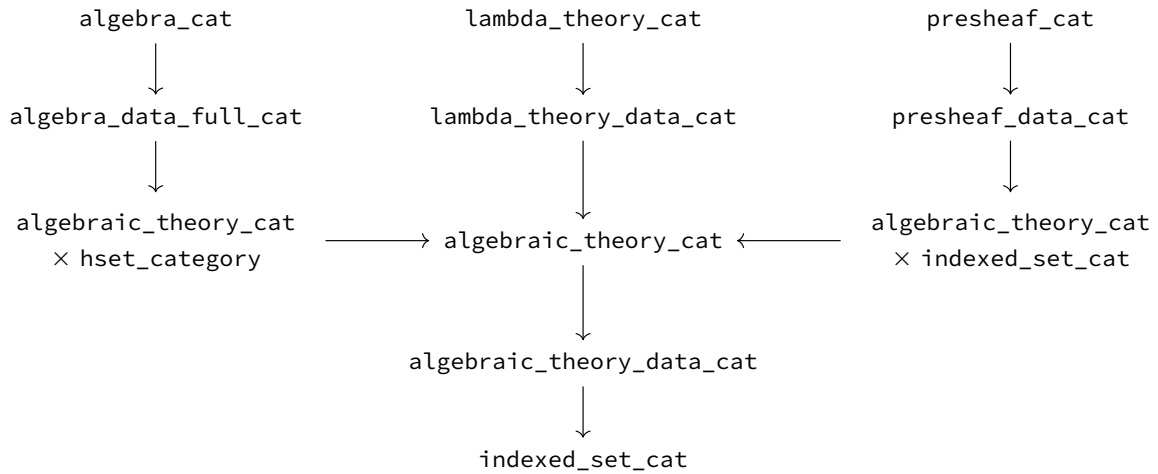 algebra_cat
lambda_theory_cat
presheaf_cat
algebra_data_full_cat
lambda_theory_data_cat
presheaf_data_cat
algebraic_theory_cat
× hset_category
algebraic_theory_cat
algebraic_theory_cat
× indexed_set_cat
algebraic_theory_data_cat
indexed_set_cat